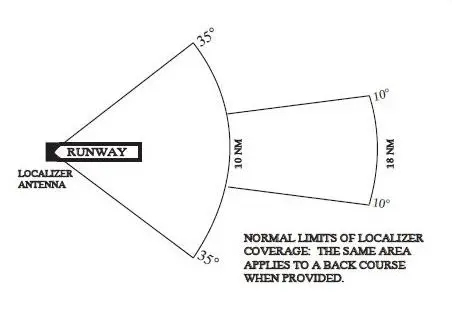 35°
10°
RUNWAY
10 NM
18 NM
LOCALIZER
ANTENNA
10°
35°
NORMAL LIMITS OF LOCALIZER
COVERAGE: THE SAME AREA
APPLIES TO A BACK COURSE
WHEN PROVIDED.